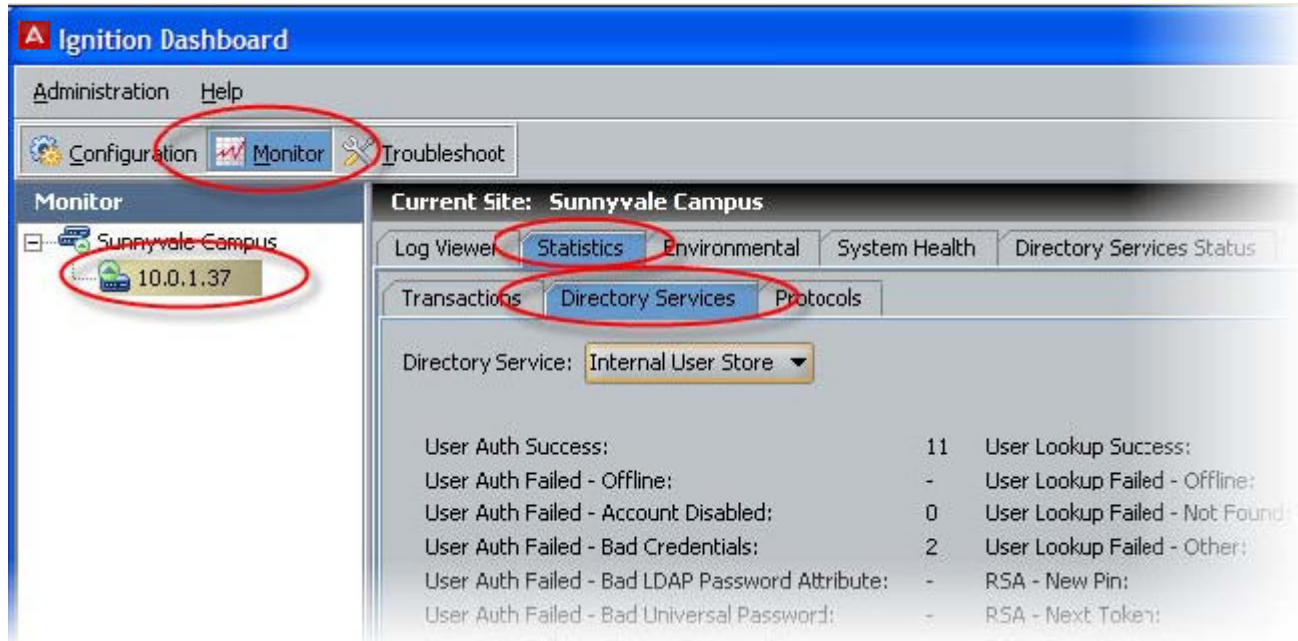 Ignition Dashboard
Administration Help
Configuration Monitor Troubleshoot
Monitor
Sunnyvale Campus
10.0.1.37
Current Site: Sunnyvale Campus
Log Viewer Statistics Environmental System Health Directory Services Status
Transactions Directory Services Protocols
Directory Service: Internal User Store
User Auth Success: 11 User Lookup Success:
User Auth Failed - Offline: - User Lookup Failed - Offline:
User Auth Failed - Account Disabled: 0 User Lookup Failed - Not Found:
User Auth Failed - Bad Credentials: 2 User Lookup Failed - Other:
User Auth Failed - Bad LDAP Password Attribute: - RSA - New Pin:
User Auth Failed - Bad Universal Password: - RSA - Next Token: